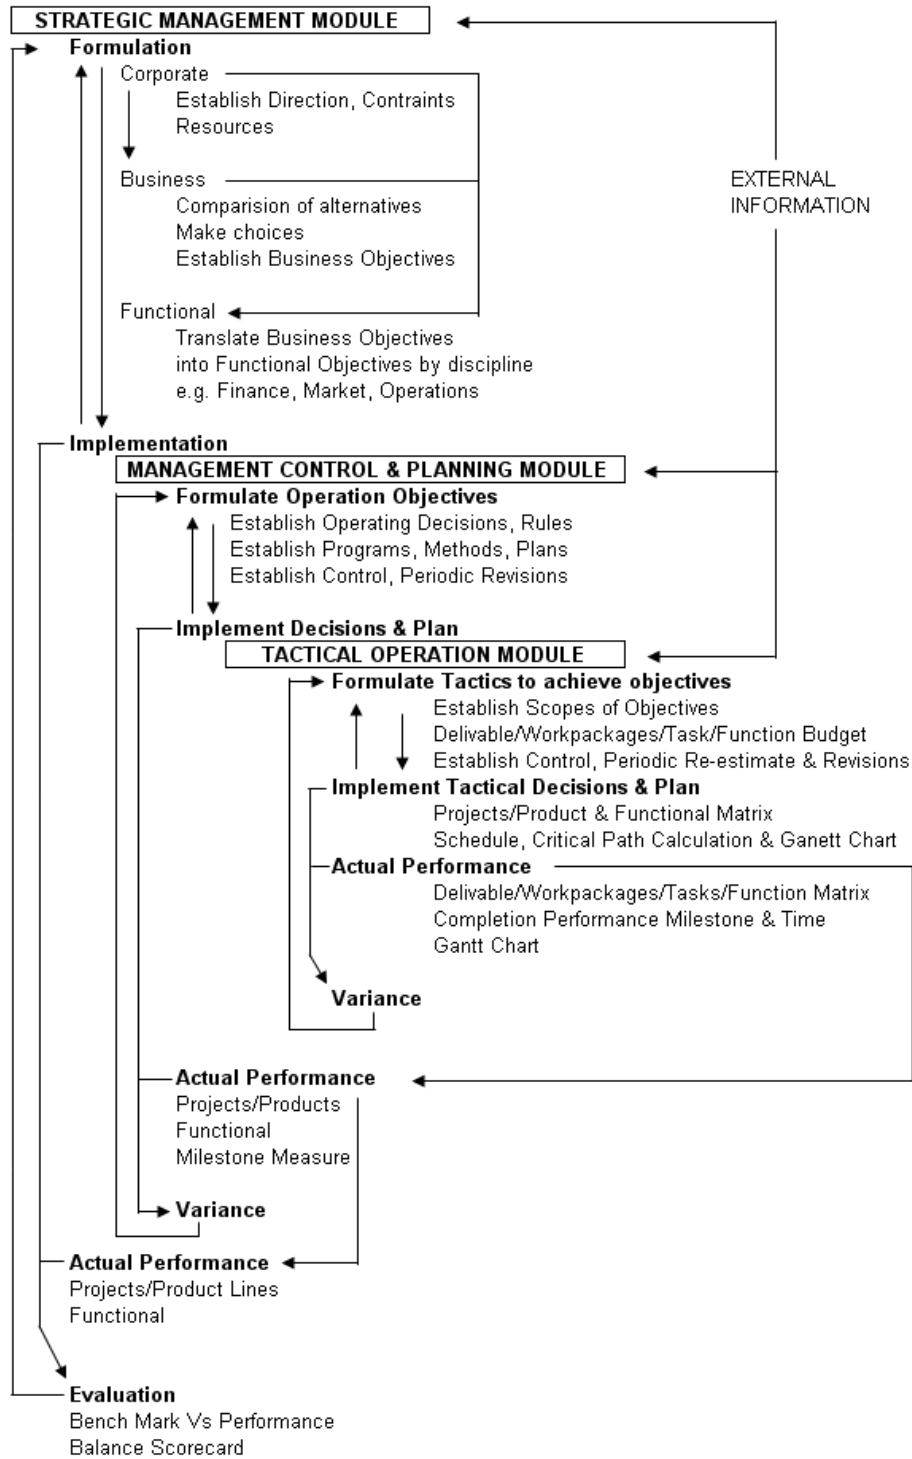 STRATEGIC MANAGEMENT MODULE
Formulation
Corporate
Establish Direction, Contraints
Resources
Business
Comparision of alternatives
Make choices
Establish Business Objectives
EXTERNAL
INFORMATION
Functional
Translate Business Objectives
into Functional Objectives by discipline
e.g. Finance, Market, Operations
Implementation
MANAGEMENT CONTROL & PLANNING MODULE
Formulate Operation Objectives
Establish Operating Decisions, Rules
Establish Programs, Methods, Plans
Establish Control, Periodic Revisions
Implement Decisions & Plan
TACTICAL OPERATION MODULE
Formulate Tactics to achieve objectives
Establish Scopes of Objectives
Delivable/Workpackages/Task/Function Budget
Establish Control, Periodic Re-estimate & Revisions
Implement Tactical Decisions & Plan
Projects/Product & Functional Matrix
Schedule, Critical Path Calculation & Ganett Chart
Actual Performance
Delivable/Workpackages/Tasks/Function Matrix
Completion Performance Milestone & Time
Gantt Chart
Variance
Actual Performance
Projects/Products
Functional
Milestone Measure
Variance
Actual Performance
Projects/Product Lines
Functional
Evaluation
Bench Mark Vs Performance
Balance Scorecard